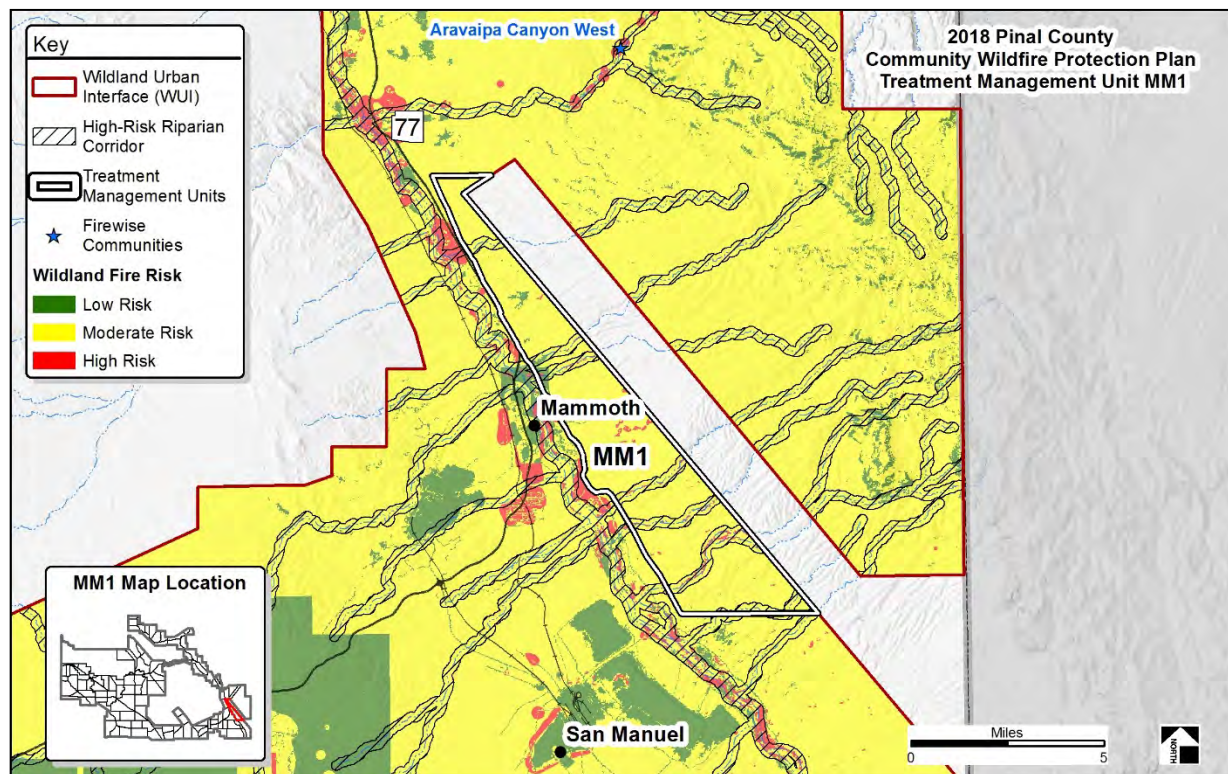 Key
Wildland Urban
Interface (WUI)
High-Risk Riparian
Corridor
Treatment
Management Units
Firewise
Communities
Wildland Fire Risk
Low Risk
Moderate Risk
High Risk
Aravaipa Canyon West
2018 Pinal County
Community Wildfire Protection Plan
Treatment Management Unit MM1
77
Mammoth
MM1
San Manuel
MM1 Map Location
Miles
0 5
NORTH